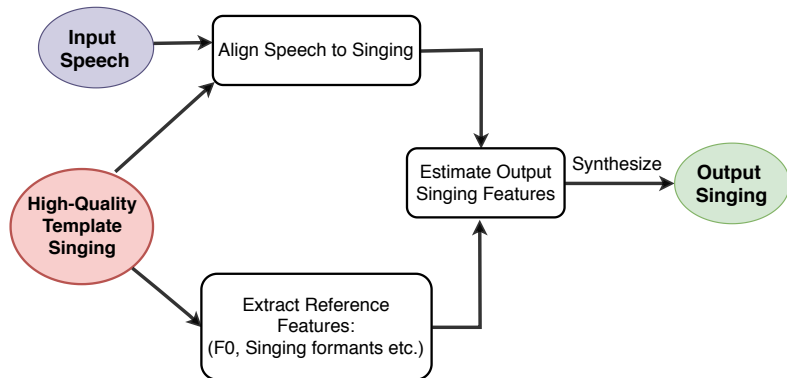 Input
Speech
Align Speech to Singing
High-Quality
Template
Singing
Estimate Output
Singing Features
Synthesize
Output
Singing
Extract Reference
Features:
(F0, Singing formants etc.)